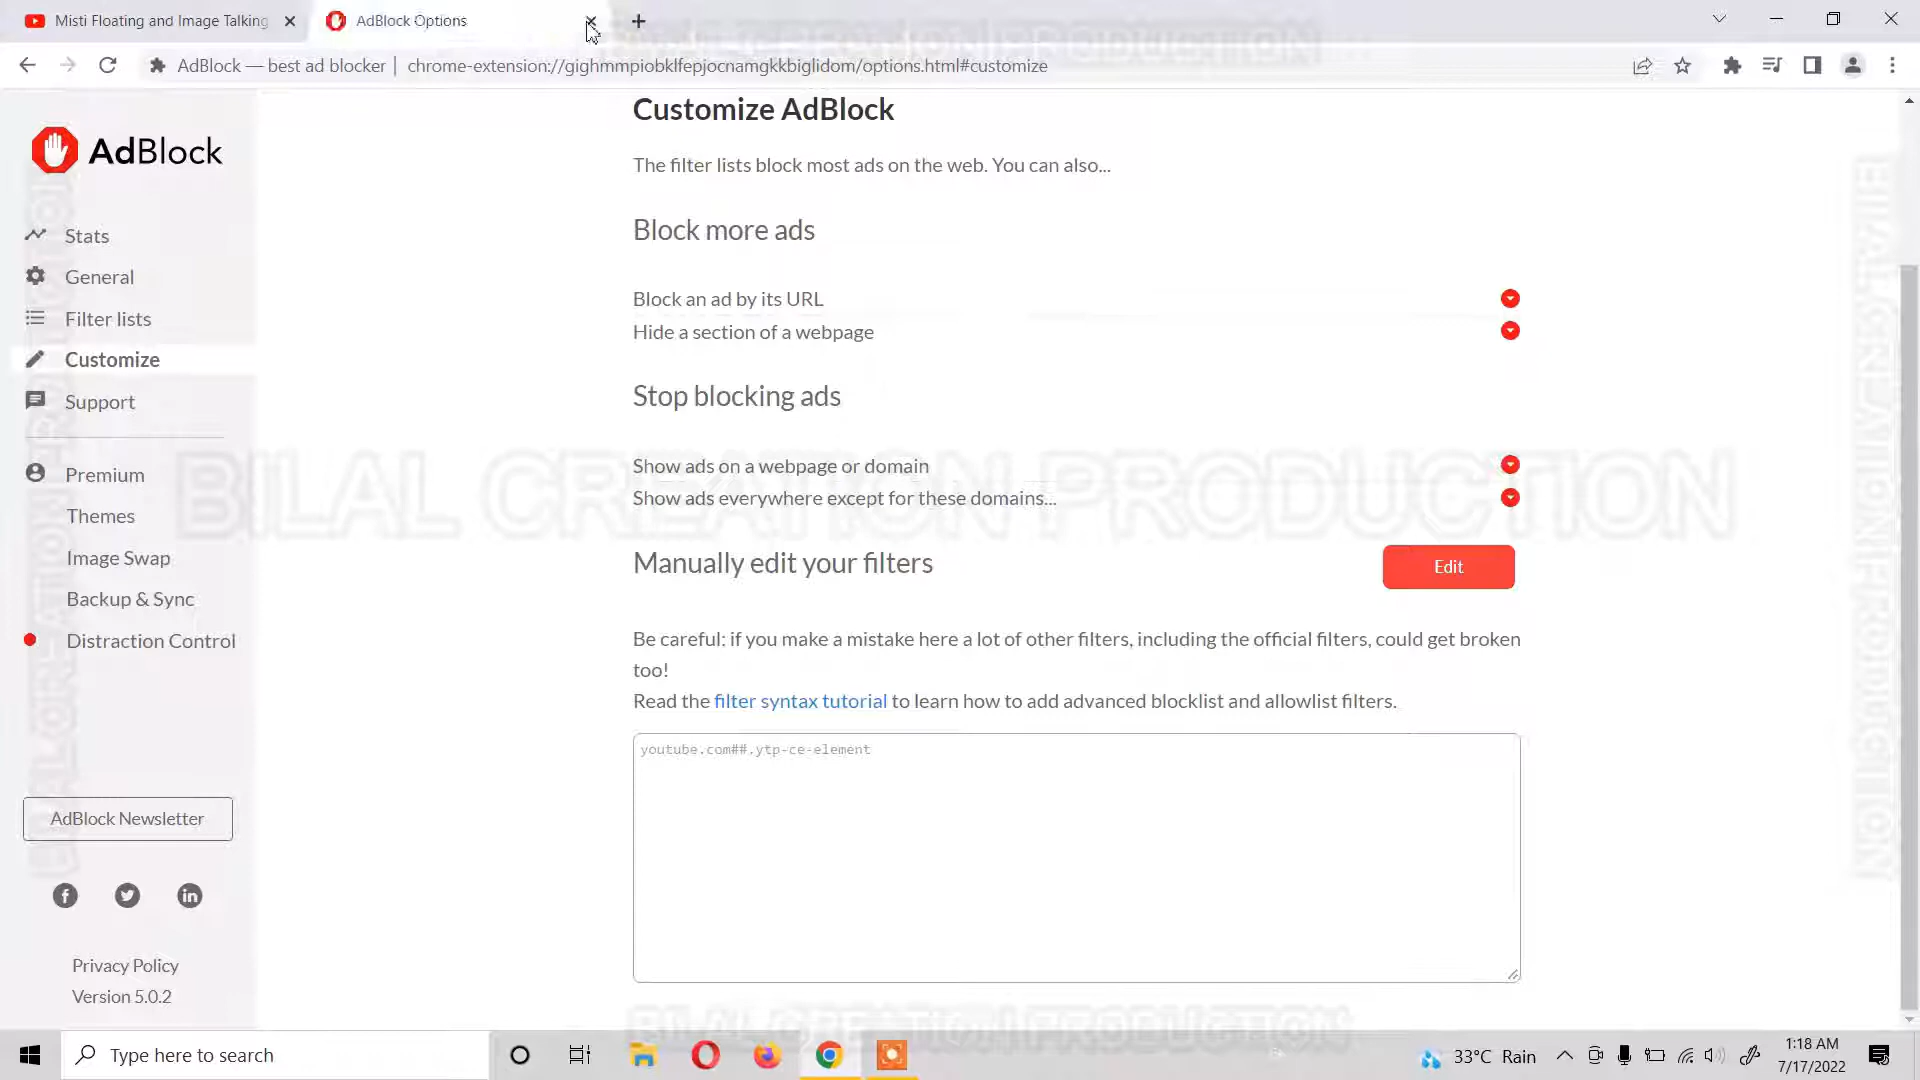 Misti Floating and Image Talking
AdBlock Options
AdBlock — best ad blocker | chrome-extension://gighmmpiobklfepjocnamgkkbiglidom/options.html#customize
AdBlock
Stats
General
Filter lists
Customize
Support
Premium
Themes
Image Swap
Backup & Sync
Distraction Control
AdBlock Newsletter
Privacy Policy
Version 5.0.2
Customize AdBlock
The filter lists block most ads on the web. You can also...
Block more ads
Block an ad by its URL
Hide a section of a webpage
Stop blocking ads
Show ads on a webpage or domain
Show ads everywhere except for these domains...
BILAL CREATION PRODUCTION
Manually edit your filters
Edit
Be careful: if you make a mistake here a lot of other filters, including the official filters, could get broken
too!
Read the filter syntax tutorial to learn how to add advanced blocklist and allowlist filters.
youtube.com##.ytp-ce-element
BILAL CREATION PRODUCTION
Type here to search
33°C Rain
1:18 AM
7/17/2022